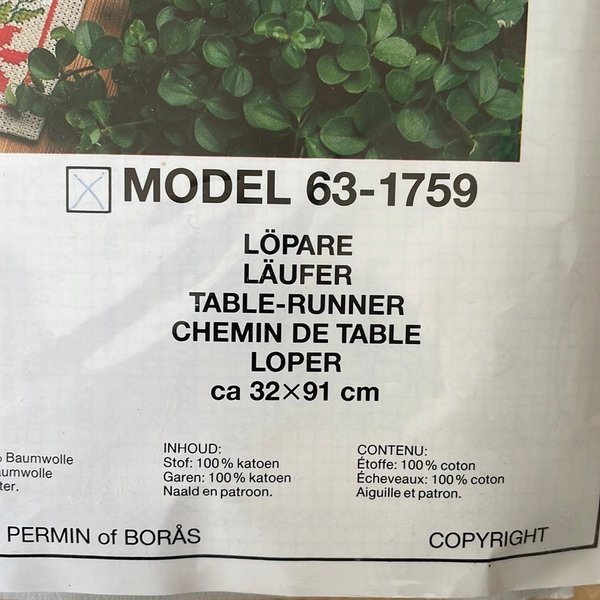 MODEL 63-1759
LÖPARE
LÄUFER
TABLE-RUNNER
CHEMIN DE TABLE
LOPER
ca 32×91 cm
Baumwolle
INHOUD:
Stof: 100% katoen
Garen: 100% katoen
Naald en patroon.
CONTENU:
Étoffe: 100% coton
Écheveaux: 100% coton
Aiguille et patron.
PERMIN of BORÅS
COPYRIGHT